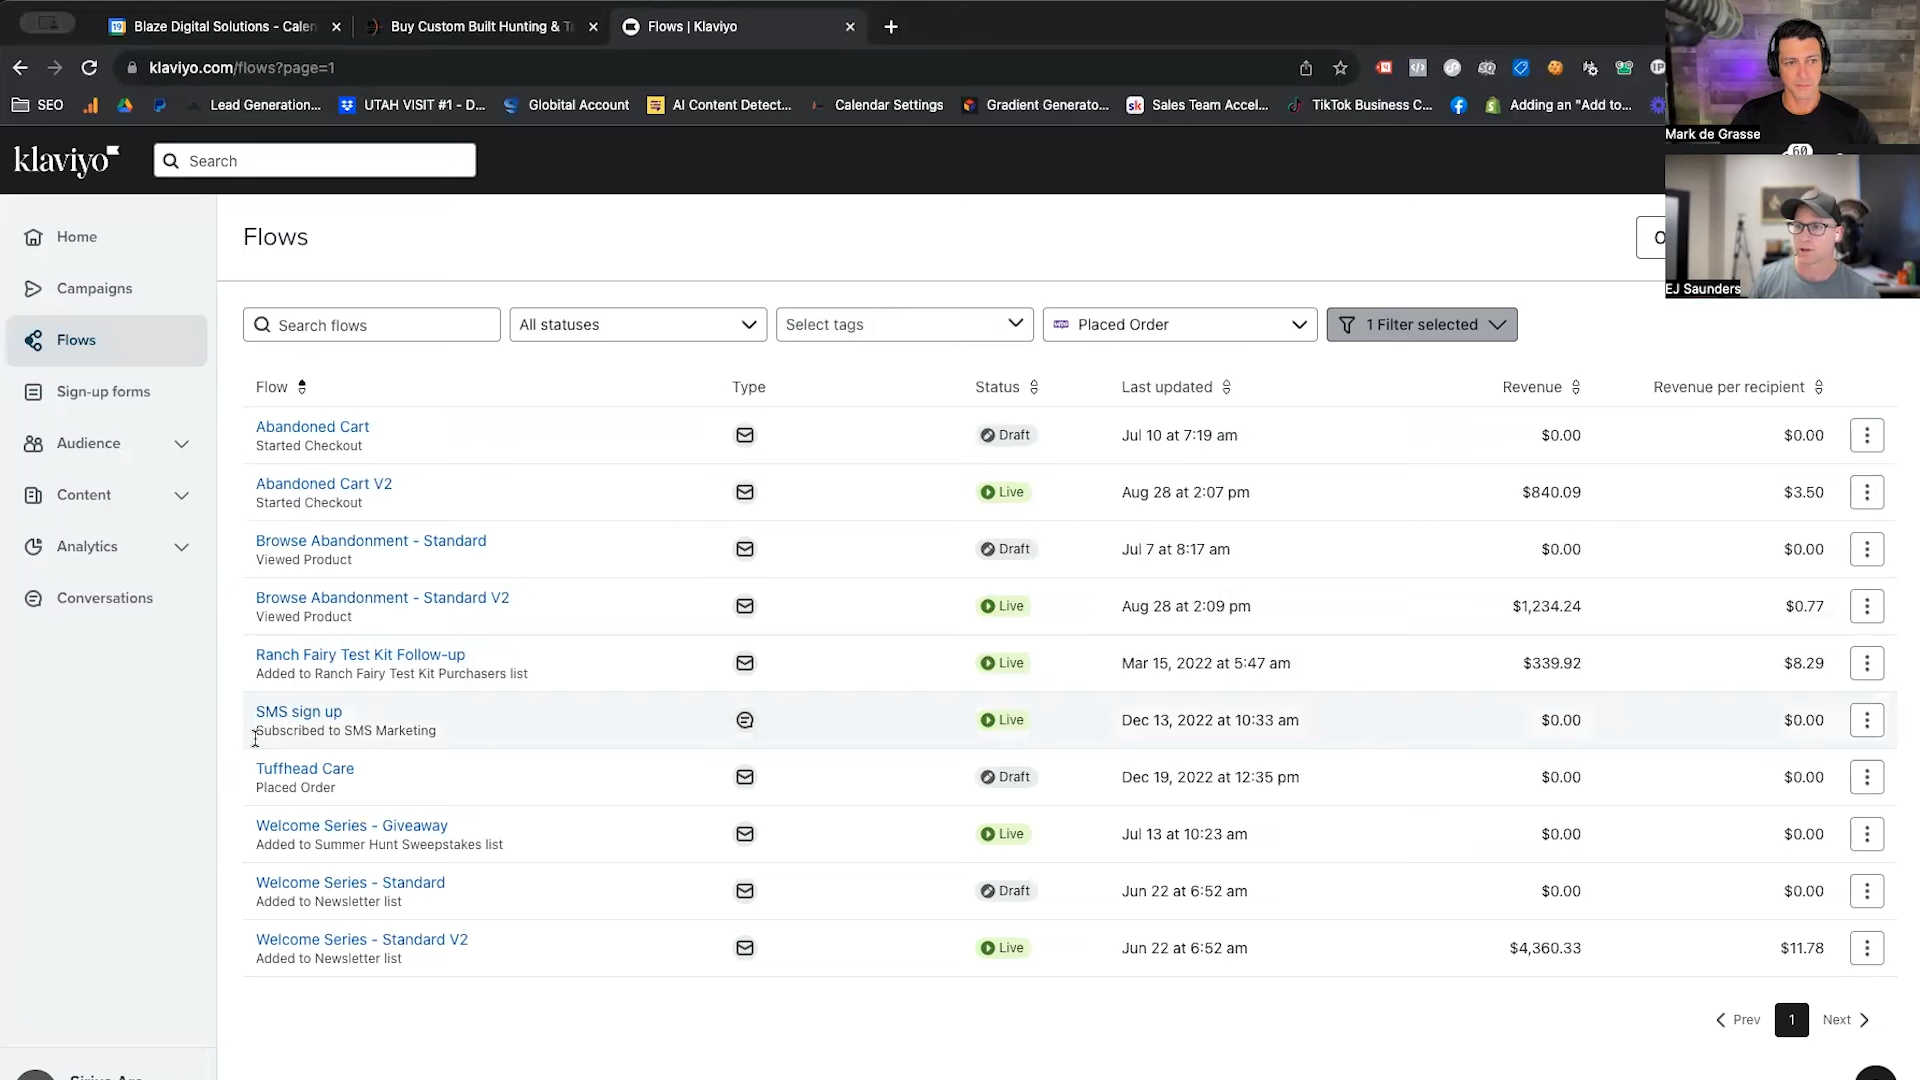 Blaze Digital Solutions - Calen
Buy Custom Built Hunting & T
Flows | Klaviyo
klaviyo.com/flows?page=1
SEO
Lead Generation...
UTAH VISIT #1 - D...
Globital Account
AI Content Detect...
Calendar Settings
Gradient Generato...
Sales Team Accel...
TikTok Business C...
Adding an "Add to...
Mark de Grasse
EJ Saunders
klaviyo
Search
Home
Campaigns
Flows
Sign-up forms
Audience
Content
Analytics
Conversations
Flows
Search flows
All statuses
Select tags
Placed Order
1 Filter selected
Flow Type Status Last updated Revenue Revenue per recipient
Abandoned Cart
Started Checkout
Draft Jul 10 at 7:19 am $0.00 $0.00
Abandoned Cart V2
Started Checkout
Live Aug 28 at 2:07 pm $840.09 $3.50
Browse Abandonment - Standard
Viewed Product
Draft Jul 7 at 8:17 am $0.00 $0.00
Browse Abandonment - Standard V2
Viewed Product
Live Aug 28 at 2:09 pm $1,234.24 $0.77
Ranch Fairy Test Kit Follow-up
Added to Ranch Fairy Test Kit Purchasers list
Live Mar 15, 2022 at 5:47 am $339.92 $8.29
SMS sign up
Subscribed to SMS Marketing
Live Dec 13, 2022 at 10:33 am $0.00 $0.00
Tuffhead Care
Placed Order
Draft Dec 19, 2022 at 12:35 pm $0.00 $0.00
Welcome Series - Giveaway
Added to Summer Hunt Sweepstakes list
Live Jul 13 at 10:23 am $0.00 $0.00
Welcome Series - Standard
Added to Newsletter list
Draft Jun 22 at 6:52 am $0.00 $0.00
Welcome Series - Standard V2
Added to Newsletter list
Live Jun 22 at 6:52 am $4,360.33 $11.78
Prev 1 Next